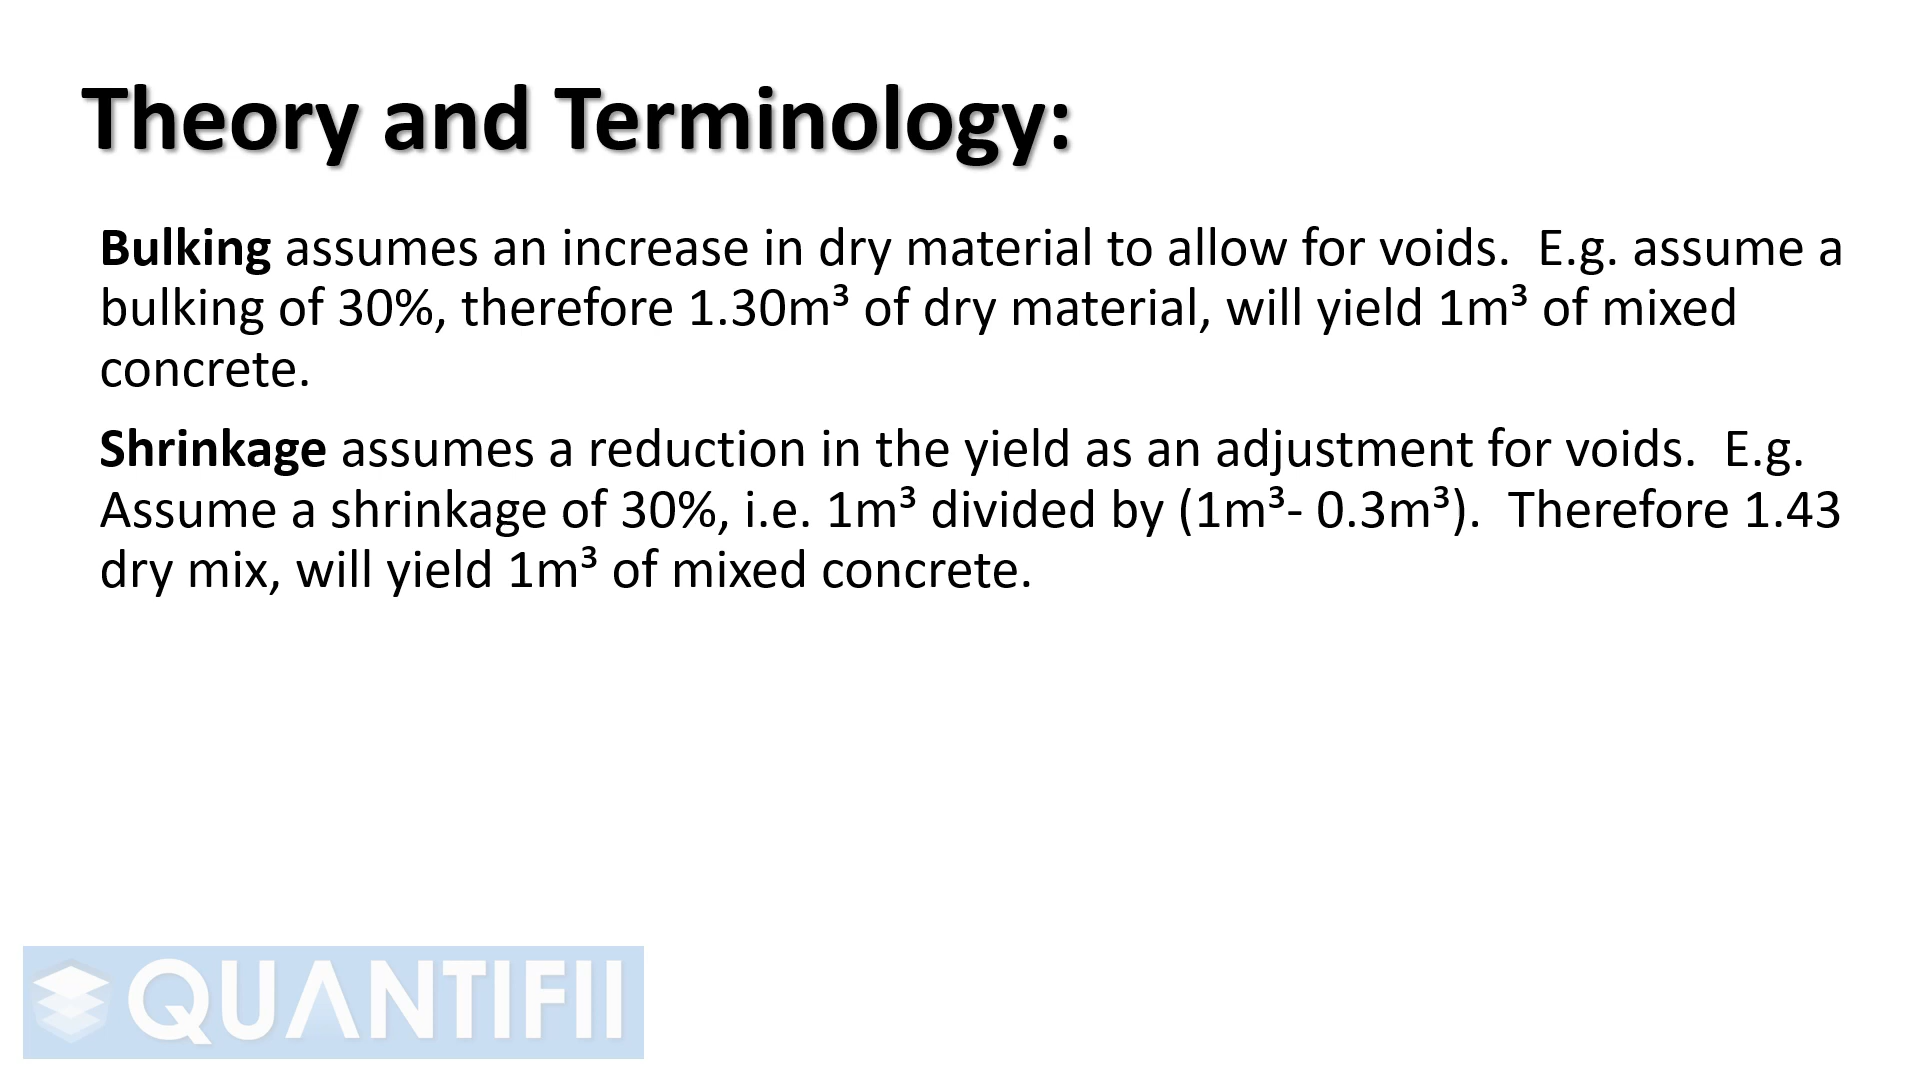 Theory and Terminology:
Bulking assumes an increase in dry material to allow for voids.  E.g. assume a
bulking of 30%, therefore 1.30m³ of dry material, will yield 1m³ of mixed
concrete.
Shrinkage assumes a reduction in the yield as an adjustment for voids.  E.g.
Assume a shrinkage of 30%, i.e. 1m³ divided by (1m³- 0.3m³).  Therefore 1.43
dry mix, will yield 1m³ of mixed concrete.
QUANTIFII